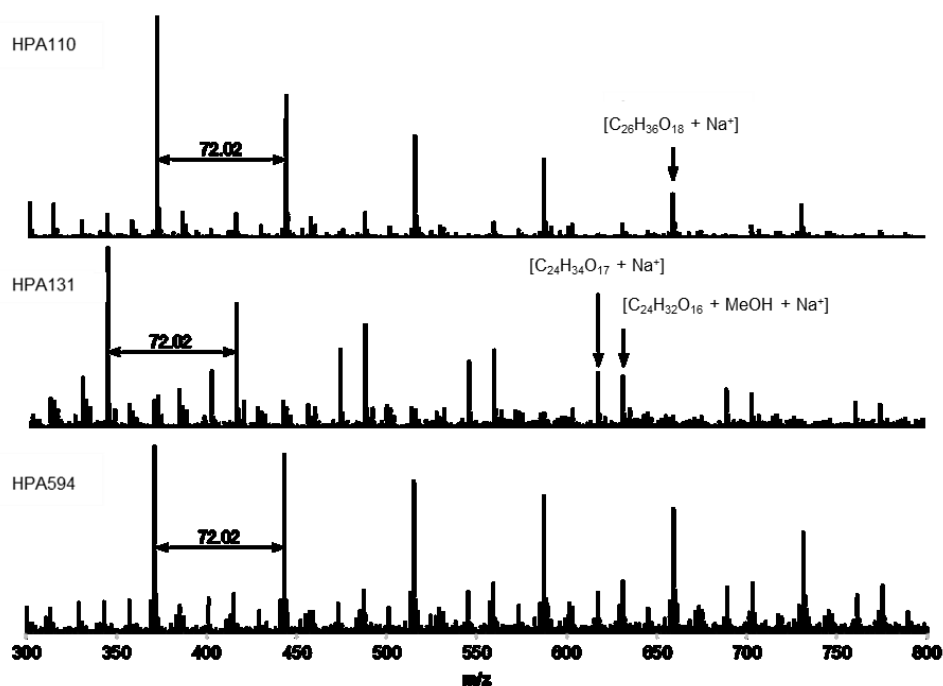 HPA110
[C₂₆H₃₆O₁₈ + Na⁺]
72.02
HPA131
[C₂₄H₃₄O₁₇ + Na⁺]
[C₂₄H₃₂O₁₆ + MeOH + Na⁺]
72.02
HPA594
72.02
300 350 400 450 500 550 600 650 700 750 800
m/z